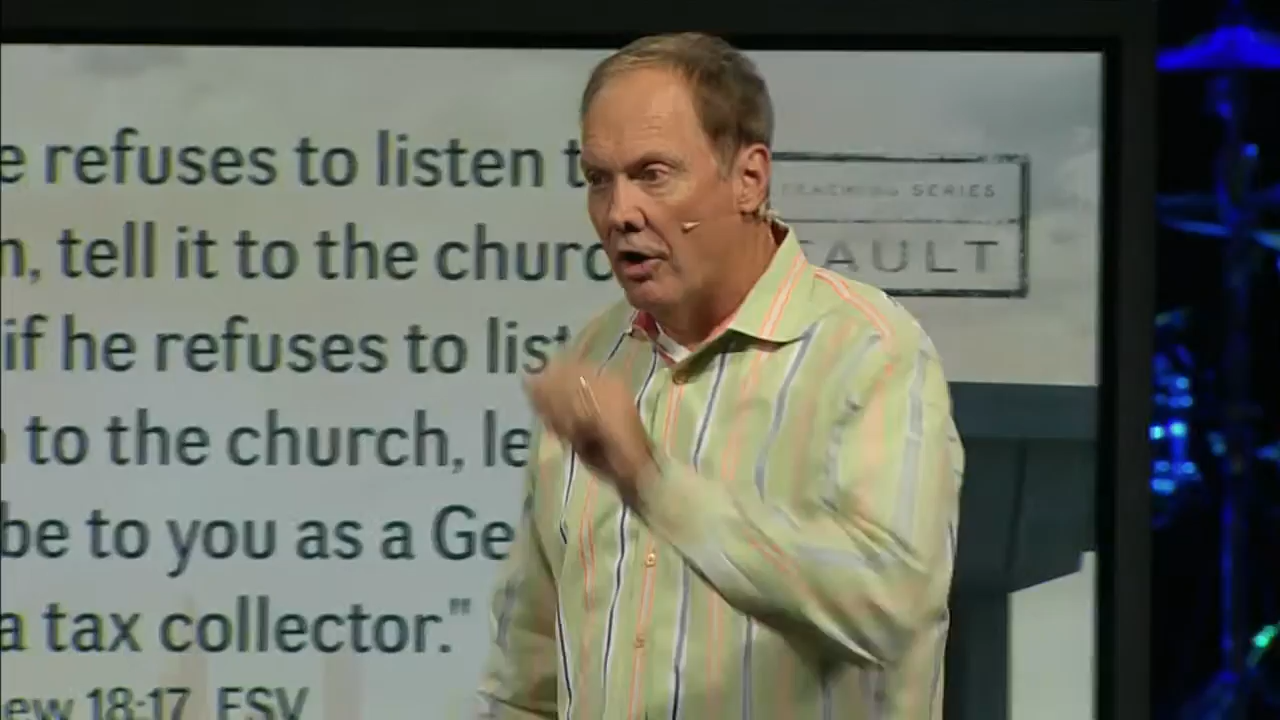 e refuses to listen t
n, tell it to the churc
if he refuses to list
to the church, le
be to you as a Ge
a tax collector."
ew 18:17 ESV
SERIES
AULT